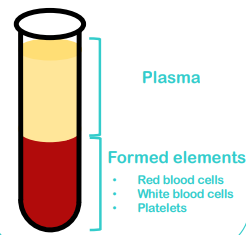 Plasma
Formed elements
• Red blood cells
• White blood cells
• Platelets